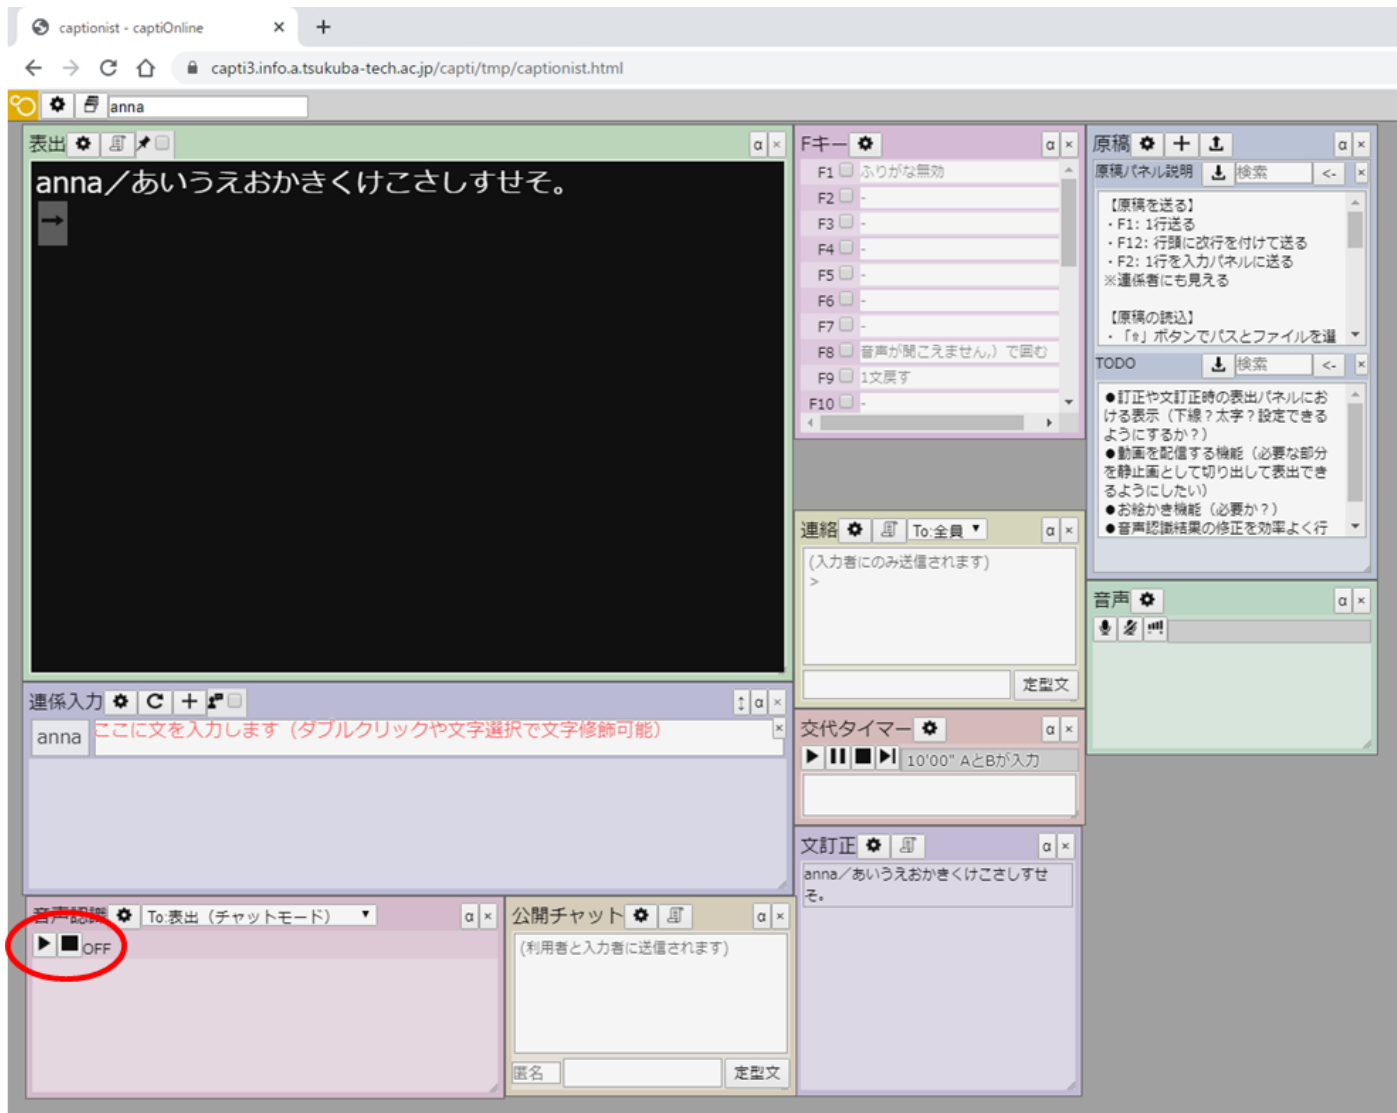 captionist - captiOnline
capti3.info.a.tsukuba-tech.ac.jp/capti/tmp/captionist.html
anna
表出
α ×
anna／あいうえおかきくけこさしすせそ。
→
連係入力
↕ α ×
anna
ここに文を入力します（ダブルクリックや文字選択で文字修飾可能）
音声認識
To:表出（チャットモード）
α ×
OFF
公開チャット
α ×
(利用者と入力者に送信されます)
匿名
定型文
Fキー
α ×
F1 ふりがな無効
F2 -
F3 -
F4 -
F5 -
F6 -
F7 -
F8 音声が聞こえません,）で囲む
F9 1文戻す
F10 -
連絡
To:全員
α ×
(入力者にのみ送信されます)
>
定型文
交代タイマー
α ×
10'00" AとBが入力
文訂正
α ×
anna／あいうえおかきくけこさしすせ
そ。
原稿
α ×
原稿パネル説明
検索
<- ×
【原稿を送る】
・F1: 1行送る
・F12: 行頭に改行を付けて送る
・F2: 1行を入力パネルに送る
※連係者にも見える
【原稿の読込】
・「⇧」ボタンでパスとファイルを選
TODO
検索
<- ×
●訂正や文訂正時の表出パネルにお
ける表示（下線？太字？設定できる
ようにするか？）
●動画を配信する機能（必要な部分
を静止画として切り出して表出でき
るようにしたい）
●お絵かき機能（必要か？）
●音声認識結果の修正を効率よく行
音声
α ×